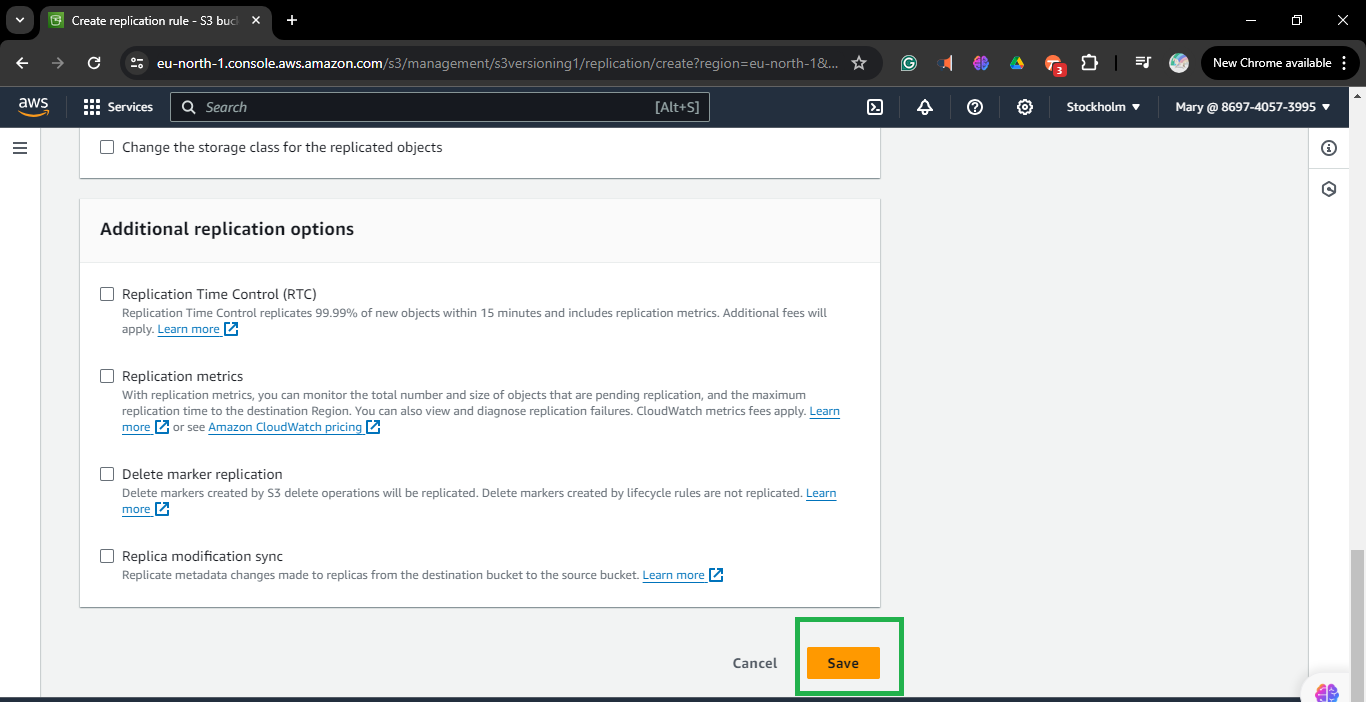 Create replication rule - S3 buc
eu-north-1.console.aws.amazon.com/s3/management/s3versioning1/replication/create?region=eu-north-1&...
3
New Chrome available
aws
Services
Search
[Alt+S]
Stockholm
Mary @ 8697-4057-3995
Change the storage class for the replicated objects
Additional replication options
Replication Time Control (RTC)
Replication Time Control replicates 99.99% of new objects within 15 minutes and includes replication metrics. Additional fees will
apply. Learn more
Replication metrics
With replication metrics, you can monitor the total number and size of objects that are pending replication, and the maximum
replication time to the destination Region. You can also view and diagnose replication failures. CloudWatch metrics fees apply. Learn
more or see Amazon CloudWatch pricing
Delete marker replication
Delete markers created by S3 delete operations will be replicated. Delete markers created by lifecycle rules are not replicated. Learn
more
Replica modification sync
Replicate metadata changes made to replicas from the destination bucket to the source bucket. Learn more
Cancel
Save